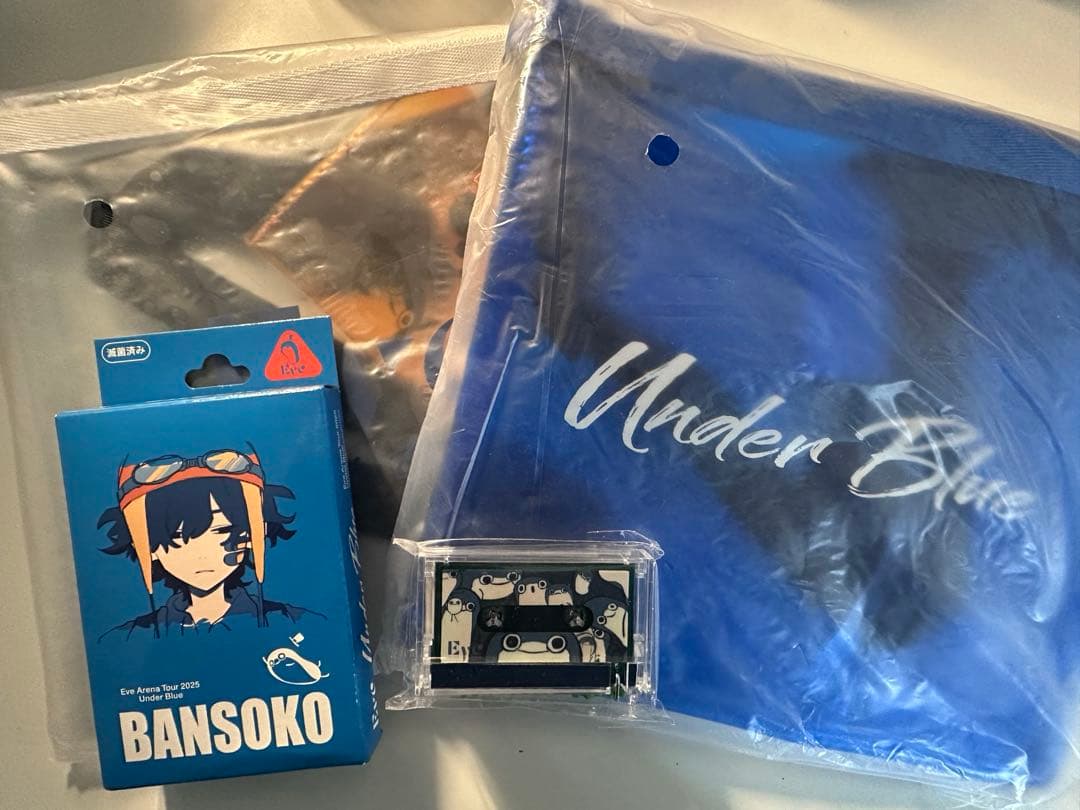 滅菌済み
Eve
Under Blue
Eve
Eve Arena Tour 2025
Under Blue
BANSOKO